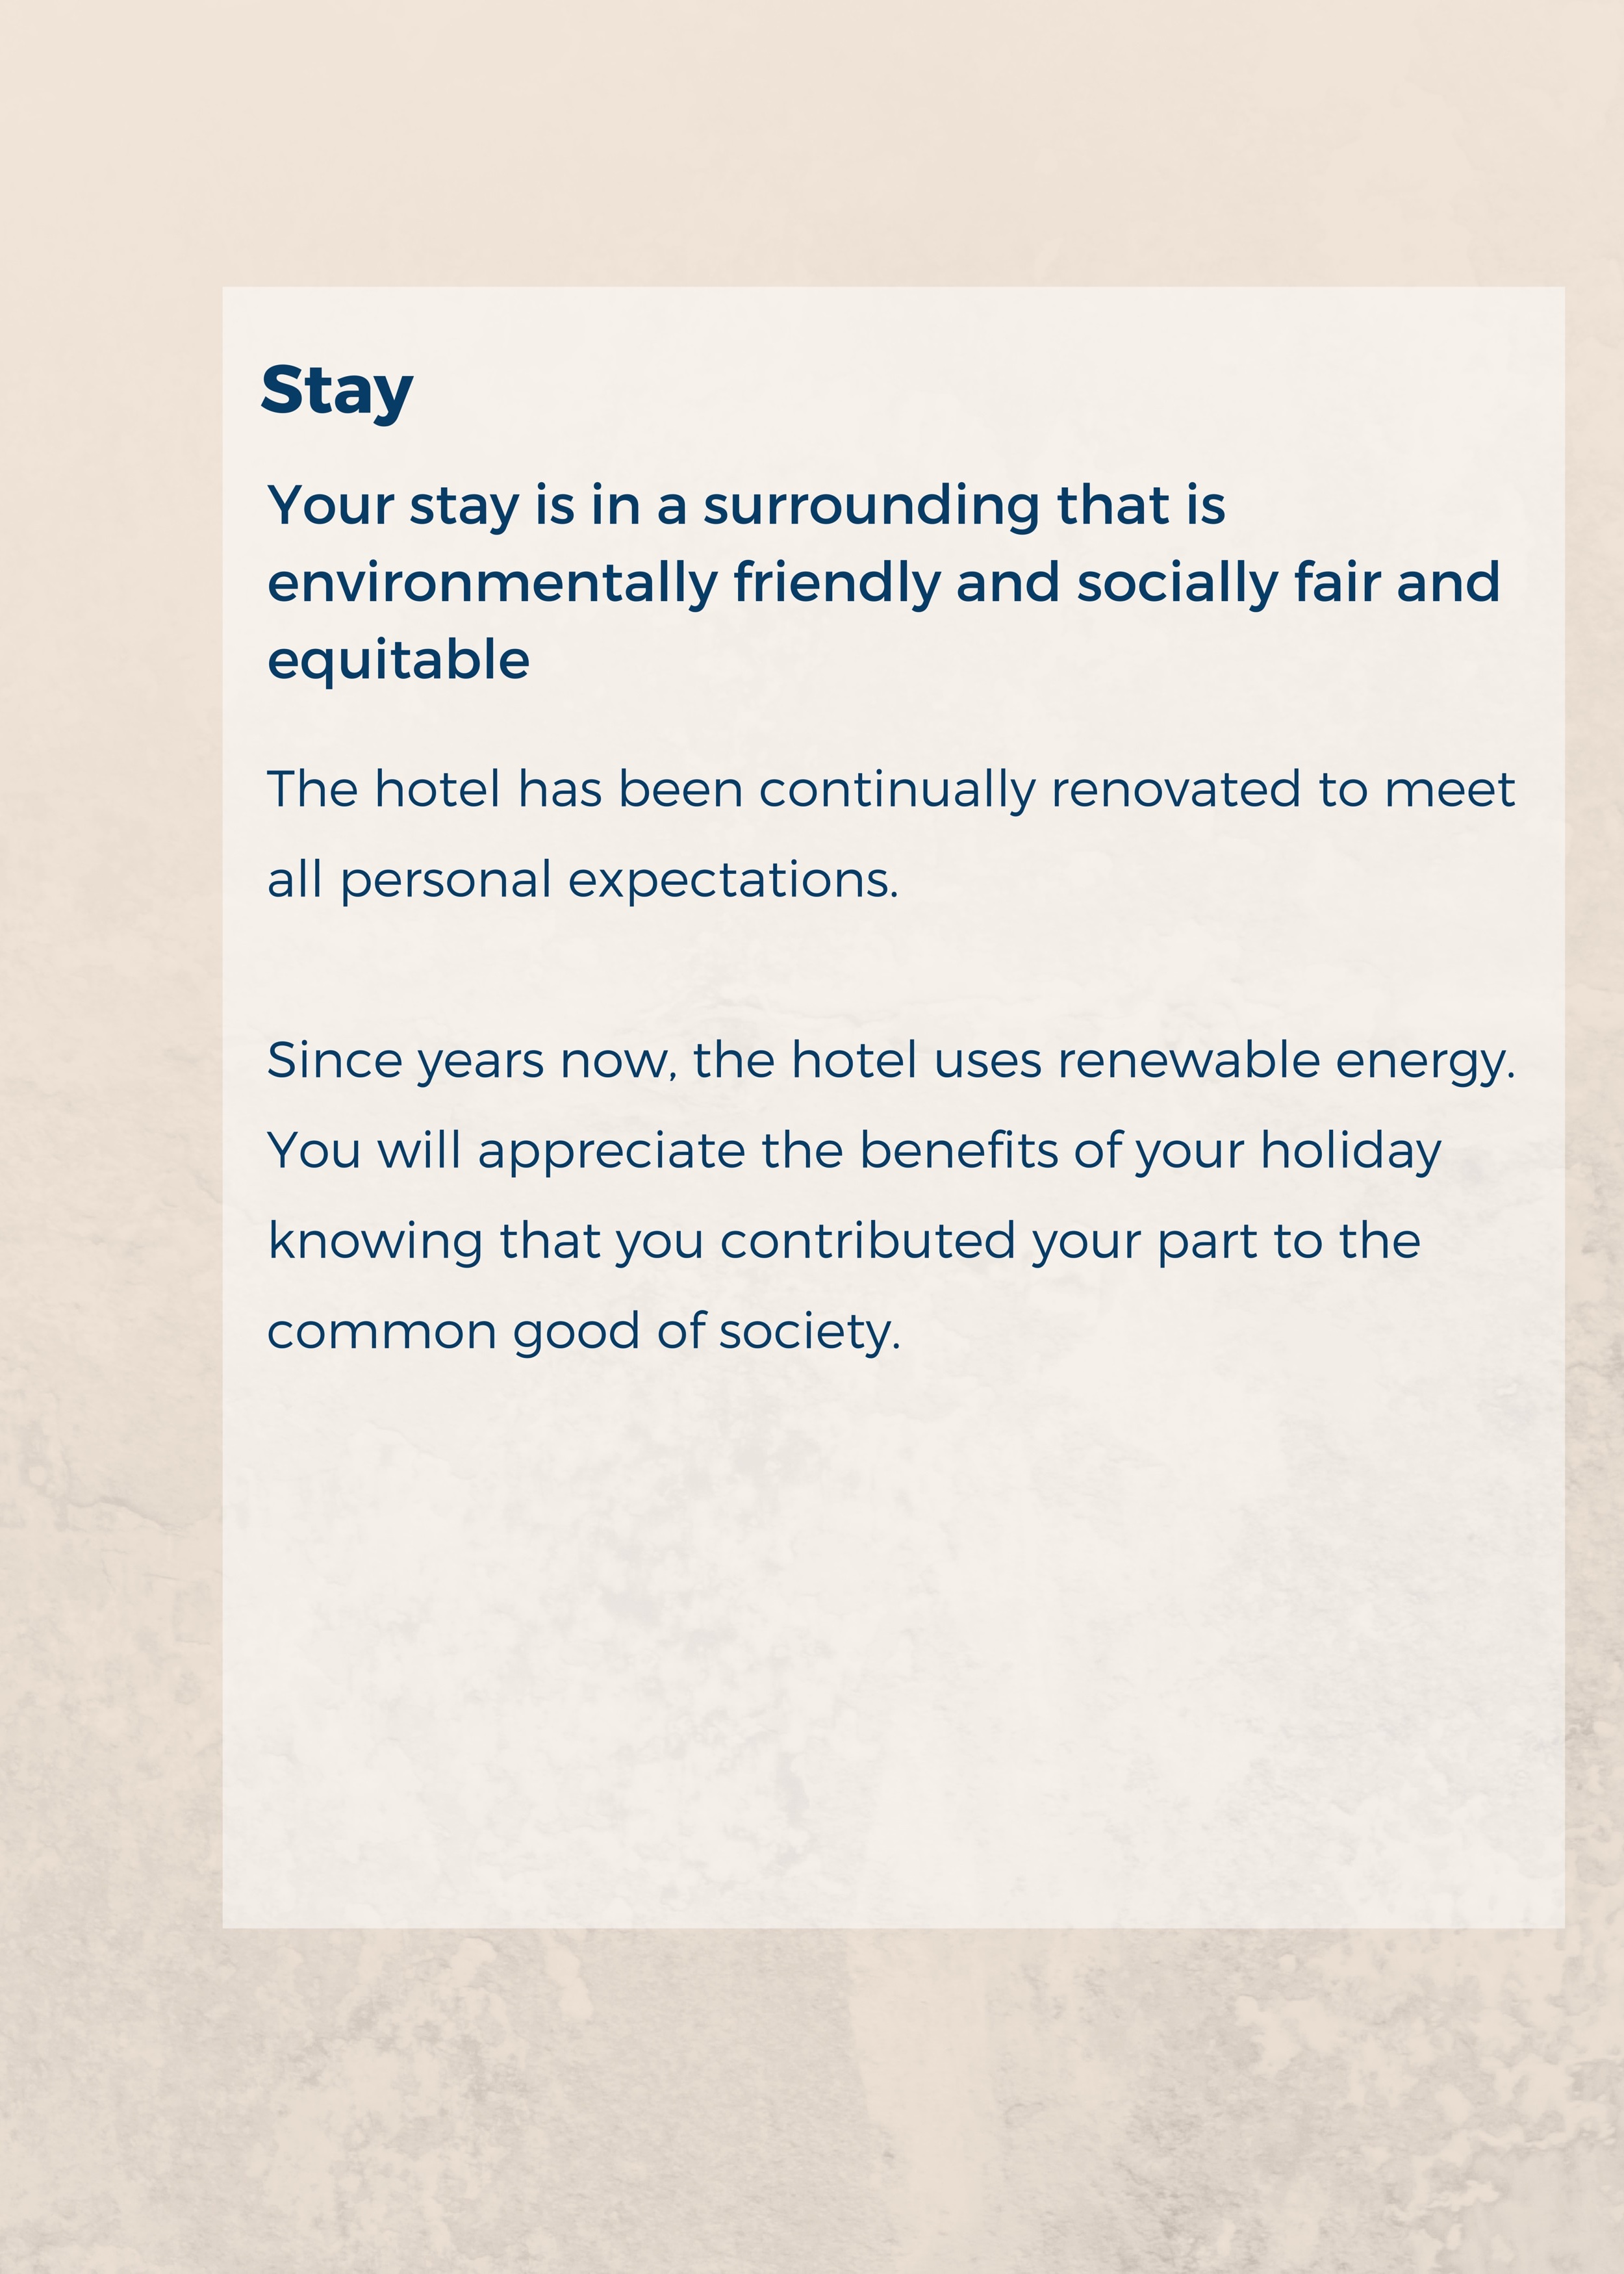 Stay
Your stay is in a surrounding that is
environmentally friendly and socially fair and
equitable
The hotel has been continually renovated to meet
all personal expectations.
Since years now, the hotel uses renewable energy.
You will appreciate the benefits of your holiday
knowing that you contributed your part to the
common good of society.